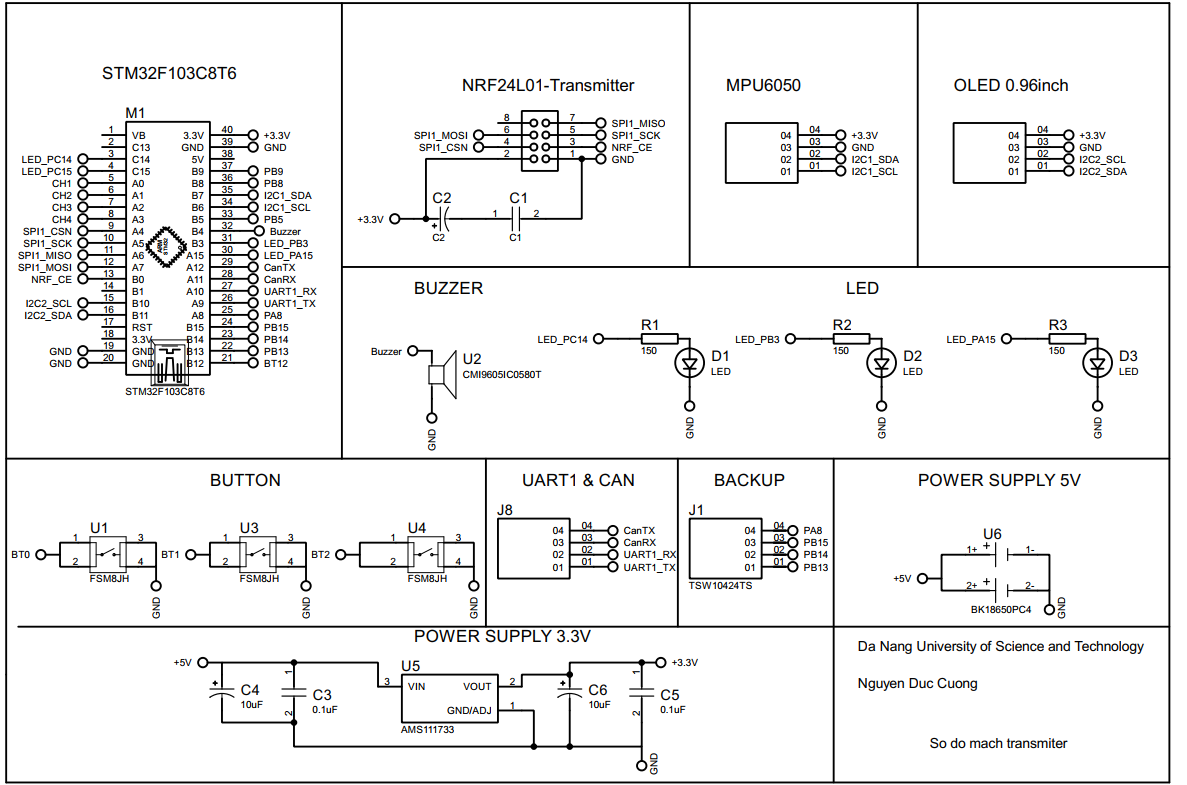 STM32F103C8T6
M1
1 VB 3.3V 40 +3.3V
2 C13 GND 39 GND
LED_PC14 3 C14 5V 38
LED_PC15 4 C15 B9 37 PB9
CH1 5 A0 B8 36 PB8
CH2 6 A1 B7 35 I2C1_SDA
CH3 7 A2 B6 34 I2C1_SCL
CH4 8 A3 B5 33 PB5
SPI1_CSN 9 A4 B4 32 Buzzer
SPI1_SCK 10 A5 B3 31 LED_PB3
SPI1_MISO 11 A6 A15 30 LED_PA15
SPI1_MOSI 12 A7 A12 29 CanTX
NRF_CE 13 B0 A11 28 CanRX
14 B1 A10 27 UART1_RX
I2C2_SCL 15 B10 A9 26 UART1_TX
I2C2_SDA 16 B11 A8 25 PA8
17 RST B15 24 PB15
18 3.3V B14 23 PB14
GND 19 GND B13 22 PB13
GND 20 GND B12 21 BT12
ARM
STM32
STM32F103C8T6
NRF24L01-Transmitter
8 7 SPI1_MISO
SPI1_MOSI 6 5 SPI1_SCK
SPI1_CSN 4 3 NRF_CE
2 1 GND
C2 C1
+3.3V + 1 2
C2 C1
MPU6050
04 04 +3.3V
03 03 GND
02 02 I2C1_SDA
01 01 I2C1_SCL
OLED 0.96inch
04 04 +3.3V
03 03 GND
02 02 I2C2_SCL
01 01 I2C2_SDA
BUZZER
Buzzer
U2
CMI9605IC0580T
GND
LED
LED_PC14 R1
150
D1
LED
GND
LED_PB3 R2
150
D2
LED
GND
LED_PA15 R3
150
D3
LED
GND
BUTTON
U1
BT0 1 3
2 4
FSM8JH
GND
U3
BT1 1 3
2 4
FSM8JH
GND
U4
BT2 1 3
2 4
FSM8JH
GND
UART1 & CAN
J8
04 04 CanTX
03 03 CanRX
02 02 UART1_RX
01 01 UART1_TX
BACKUP
J1
04 04 PA8
03 03 PB15
02 02 PB14
01 01 PB13
TSW10424TS
POWER SUPPLY 5V
U6
1+ + 1-
+5V
2+ + 2-
BK18650PC4
GND
POWER SUPPLY 3.3V
+5V
+ C4
10uF
1 C3
2 0.1uF
U5
3 VIN VOUT 2
GND/ADJ 1
AMS111733
+ C6
10uF
+3.3V
1 C5
2 0.1uF
GND
Da Nang University of Science and Technology
Nguyen Duc Cuong
So do mach transmiter